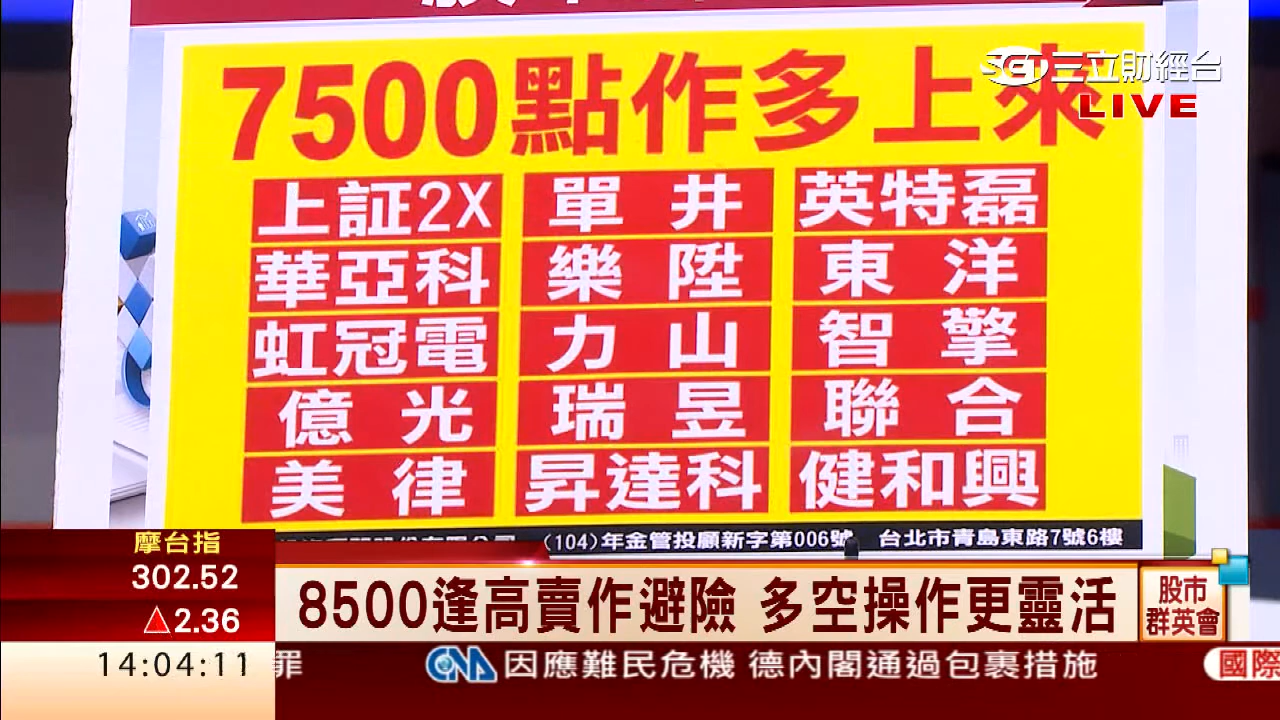 7500點作多上來
三立財經台
LIVE
上証2X 單井 英特磊
華亞科 樂陞 東洋
虹冠電 力山 智擎
億光 瑞昱 聯合
美律 昇達科 健和興
(104)年金管投顧新字第006號 台北市青島東路7號6樓
摩台指
302.52
▲2.36
8500逢高賣作避險 多空操作更靈活
股市
群英會
14:04:11
罪 CNA 因應難民危機 德內閣通過包裹措施 國際